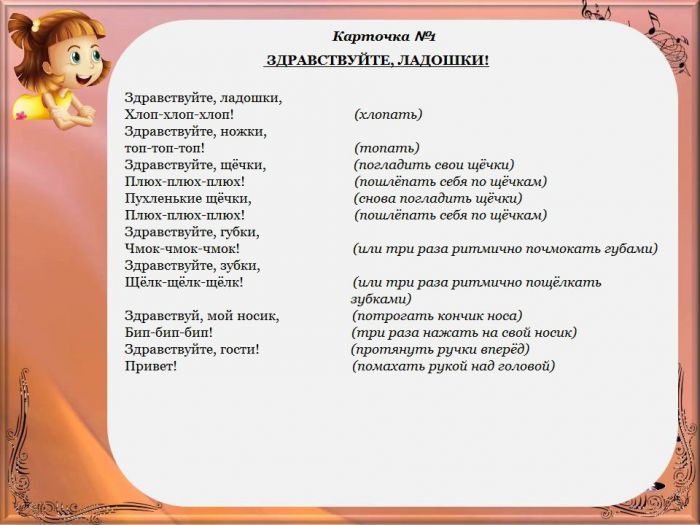 Карточка №1
ЗДРАВСТВУЙТЕ, ЛАДОШКИ!
Здравствуйте, ладошки,
Хлоп-хлоп-хлоп! (хлопать)
Здравствуйте, ножки,
топ-топ-топ! (топать)
Здравствуйте, щёчки, (погладить свои щёчки)
Плюх-плюх-плюх! (пошлёпать себя по щёчкам)
Пухленькие щёчки, (снова погладить щёчки)
Плюх-плюх-плюх! (пошлёпать себя по щёчкам)
Здравствуйте, губки,
Чмок-чмок-чмок! (или три раза ритмично почмокать губами)
Здравствуйте, зубки,
Щёлк-щёлк-щёлк! (или три раза ритмично пощёлкать
зубками)
Здравствуй, мой носик, (потрогать кончик носа)
Бип-бип-бип! (три раза нажать на свой носик)
Здравствуйте, гости! (протянуть ручки вперёд)
Привет! (помахать рукой над головой)